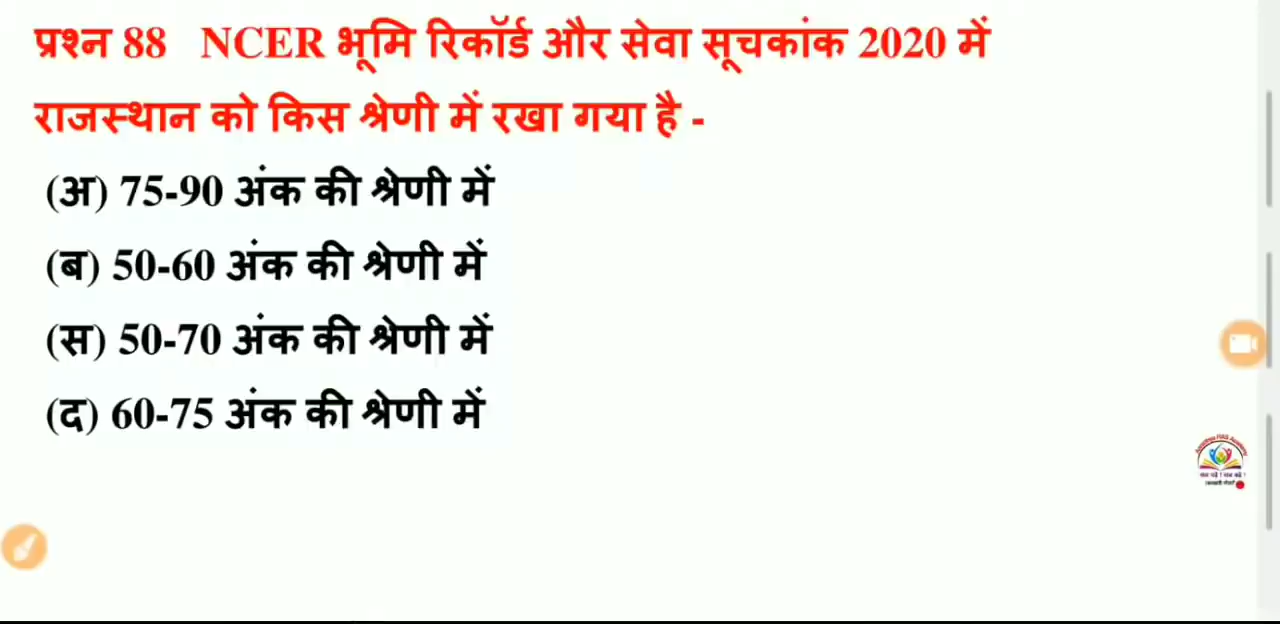 प्रश्न 88 NCER भूमि रिकॉर्ड और सेवा सूचकांक 2020 में
राजस्थान को किस श्रेणी में रखा गया है -
(अ) 75-90 अंक की श्रेणी में
(ब) 50-60 अंक की श्रेणी में
(स) 50-70 अंक की श्रेणी में
(द) 60-75 अंक की श्रेणी में